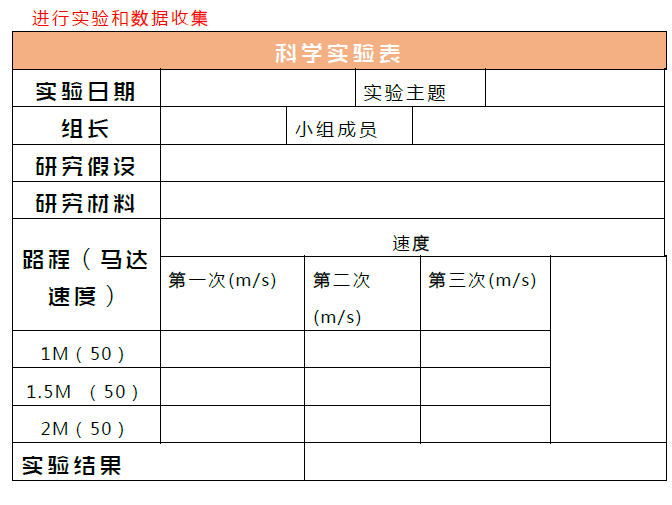 进行实验和数据收集
科学实验表
实验日期 实验主题
组长 小组成员
研究假设
研究材料
路程（马达速度） 速度
第一次(m/s) 第二次(m/s) 第三次(m/s)
1M（50）
1.5M （50）
2M（50）
实验结果